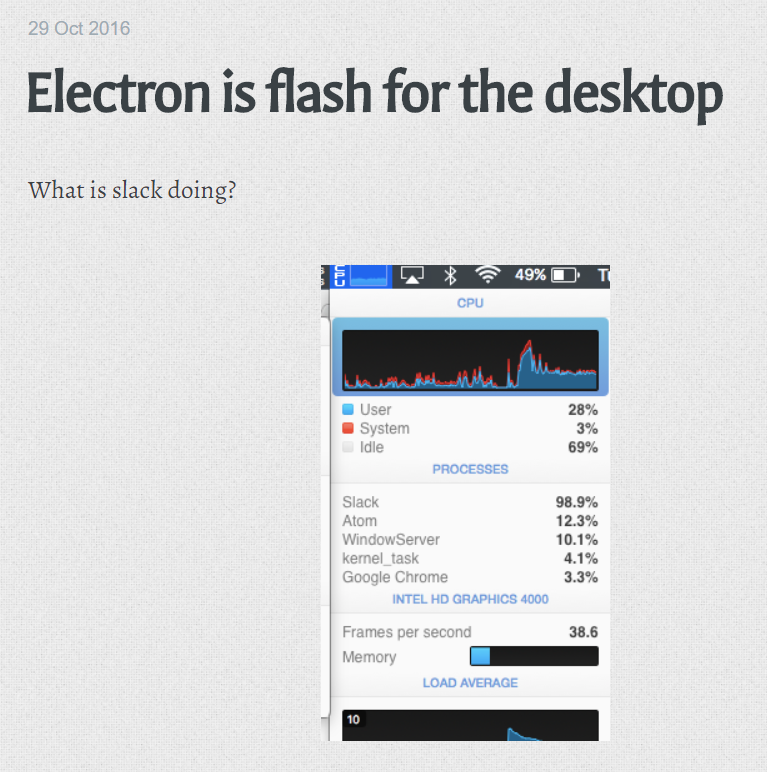 29 Oct 2016
Electron is flash for the desktop
What is slack doing?
CPU 49%
CPU
User 28%
System 3%
Idle 69%
PROCESSES
Slack 98.9%
Atom 12.3%
WindowServer 10.1%
kernel_task 4.1%
Google Chrome 3.3%
INTEL HD GRAPHICS 4000
Frames per second 38.6
Memory
LOAD AVERAGE
10